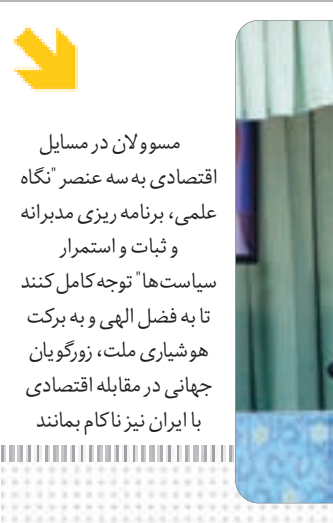 مسوولان در مسایل
اقتصادی به سه عنصر "نگاه
علمی، برنامه ریزی مدبرانه
و ثبات و استمرار
سیاست‌ها" توجه کامل کنند
تا به فضل الهی و به برکت
هوشیاری ملت، زورگویان
جهانی در مقابله اقتصادی
با ایران نیز ناکام بمانند